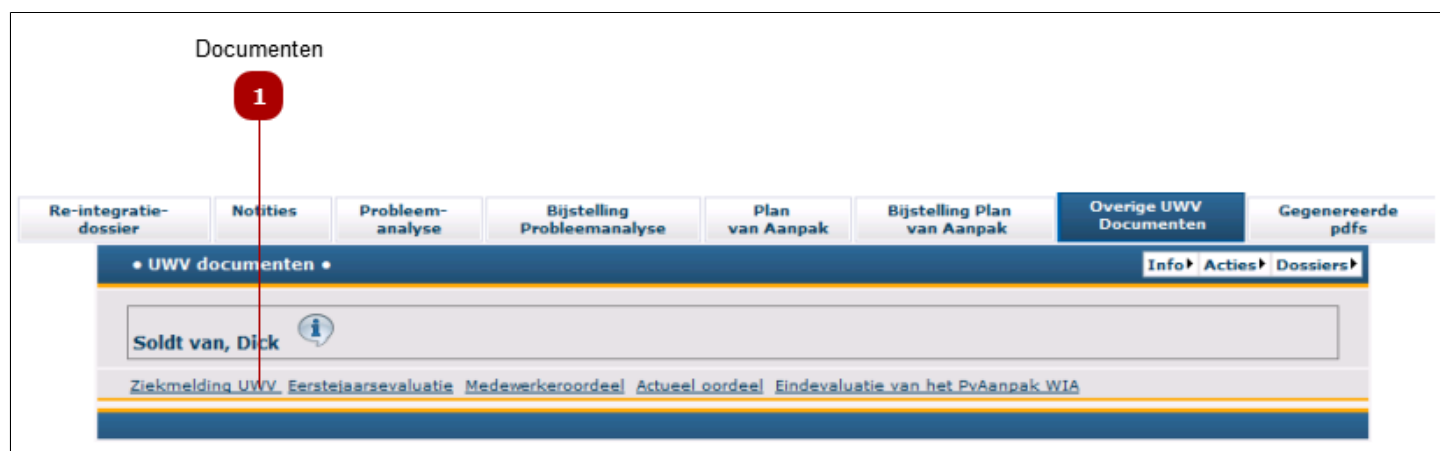 Documenten
1
Re-integratie- Notities Probleem- Bijstelling Plan Bijstelling Plan Overige UWV Gegenereerde
dossier analyse Probleemanalyse van Aanpak van Aanpak Documenten pdfs
• UWV documenten • Info Acties Dossiers
Soldt van, Dick
Ziekmelding UWV Eerstejaarsevaluatie Medewerkeroordeel Actueel oordeel Eindevaluatie van het PvAanpak WIA